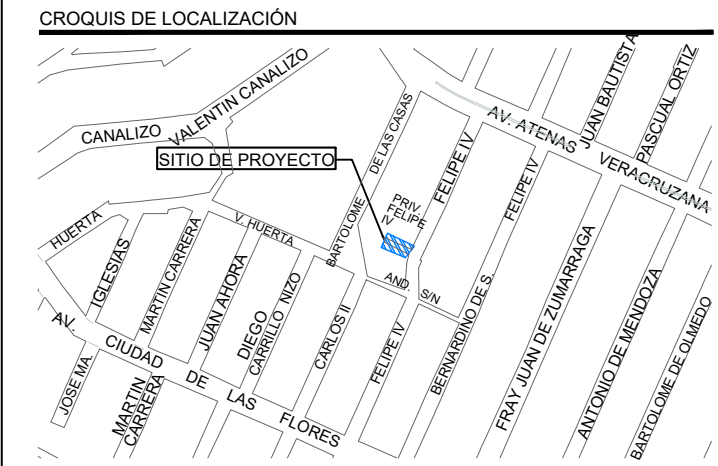 CROQUIS DE LOCALIZACIÓN
VALENTIN CANALIZO
CANALIZO
SITIO DE PROYECTO
BARTOLOME DE LAS CASAS
PRIV.
FELIPE
IV
FELIPE IV
FELIPE IV
AV. ATENAS VERACRUZANA
JUAN BAUTISTA
PASCUAL ORTIZ
HUERTA
IGLESIAS
MARTIN CARRERA
V. HUERTA
JUAN AHORA
DIEGO
CARRILLO NIZO
CARLOS II
AND. S/N
FELIPE IV
BERNARDINO DE S.
FRAY JUAN DE ZUMARRAGA
ANTONIO DE MENDOZA
BARTOLOME DE OLMEDO
AV. CIUDAD DE LAS FLORES
JOSE MA.
MARTIN
CARRERA